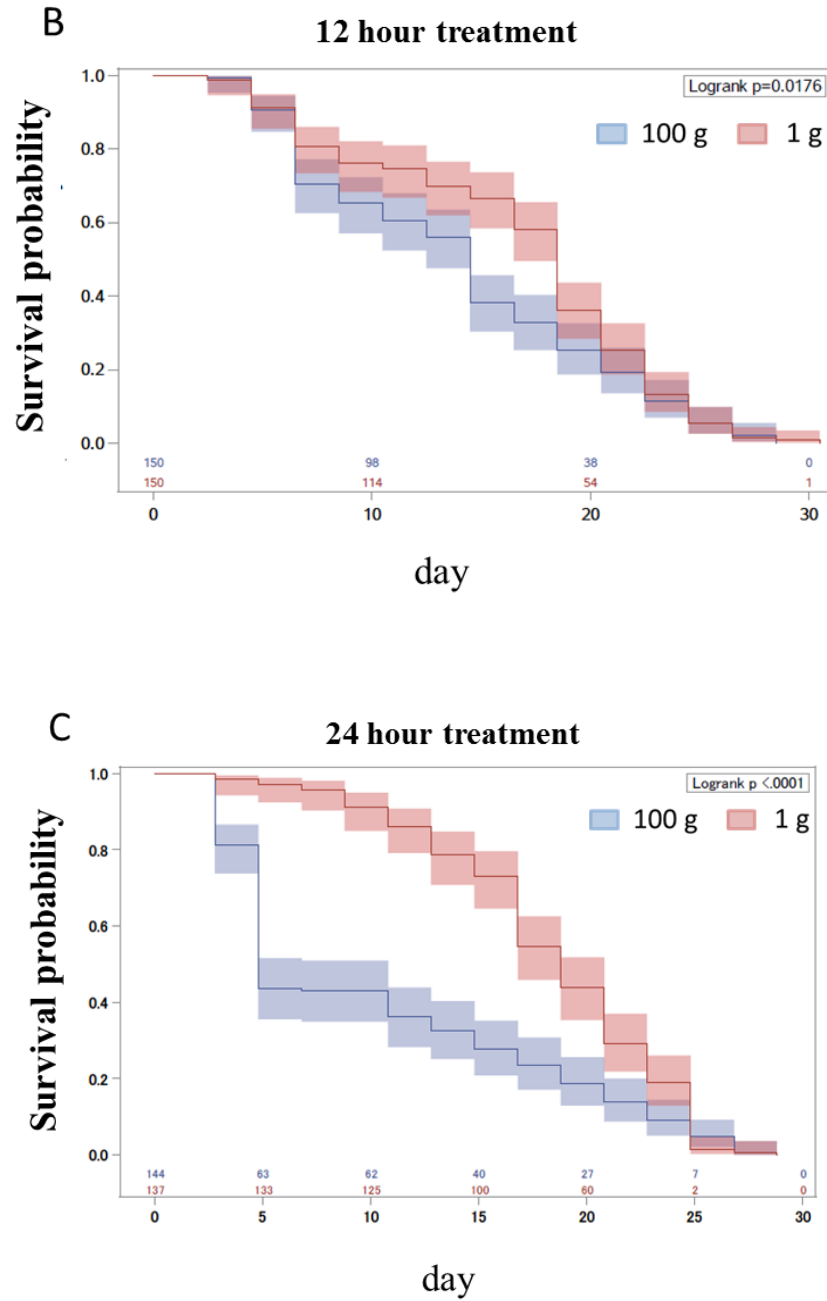 B
12 hour treatment
Logrank p=0.0176
100 g 1 g
Survival probability
1.0
0.8
0.6
0.4
0.2
0.0
150 98 38 0
150 114 54 1
0 10 20 30
day
C
24 hour treatment
Logrank p <.0001
100 g 1 g
Survival probability
1.0
0.8
0.6
0.4
0.2
0.0
144 63 62 40 27 7 0
137 133 125 100 60 2 0
0 5 10 15 20 25 30
day